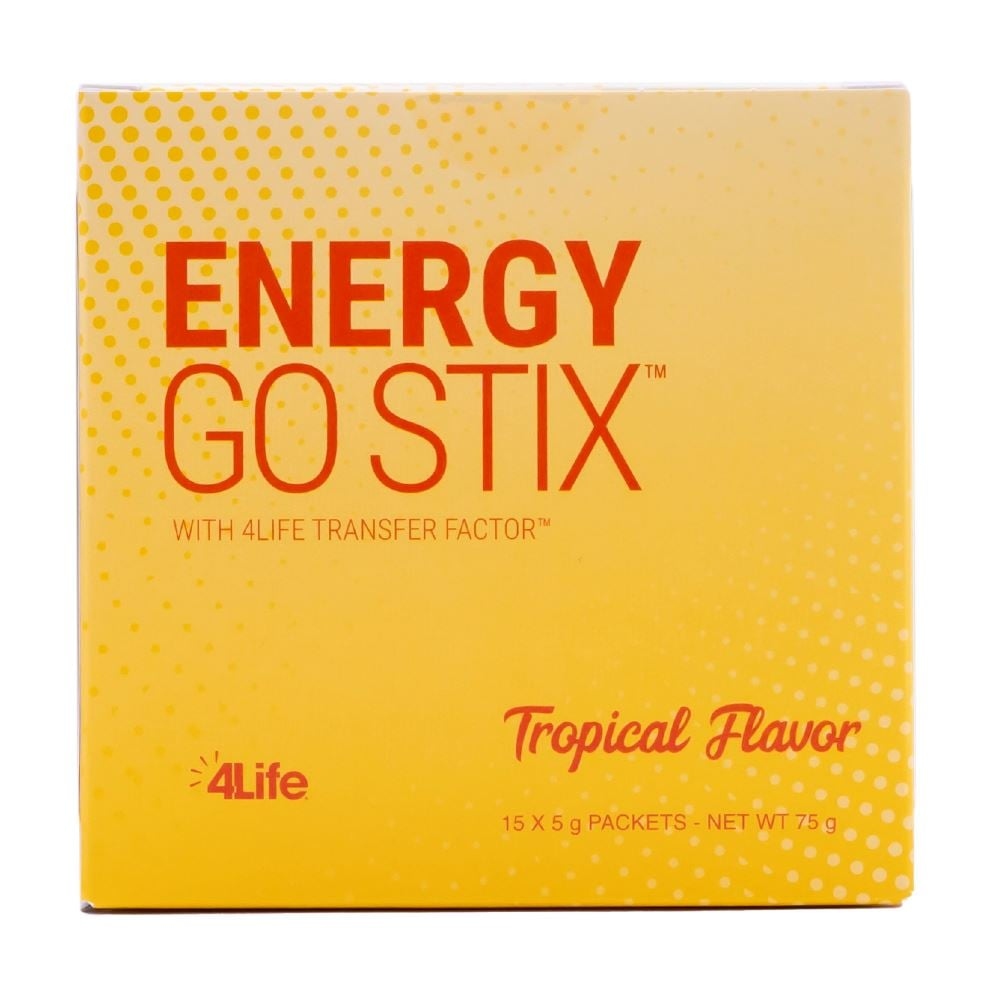 ENERGY
GO STIX™
WITH 4LIFE TRANSFER FACTOR™
Tropical Flavor
4Life
15 X 5 g PACKETS - NET WT 75 g